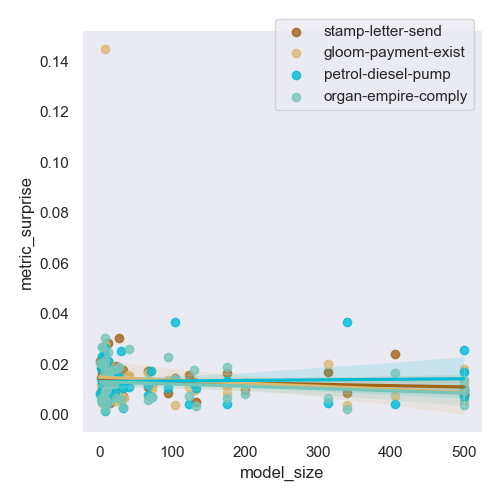 stamp-letter-send
gloom-payment-exist
petrol-diesel-pump
organ-empire-comply
0.14
0.12
0.10
0.08
0.06
0.04
0.02
0.00
metric_surprise
0 100 200 300 400 500
model_size